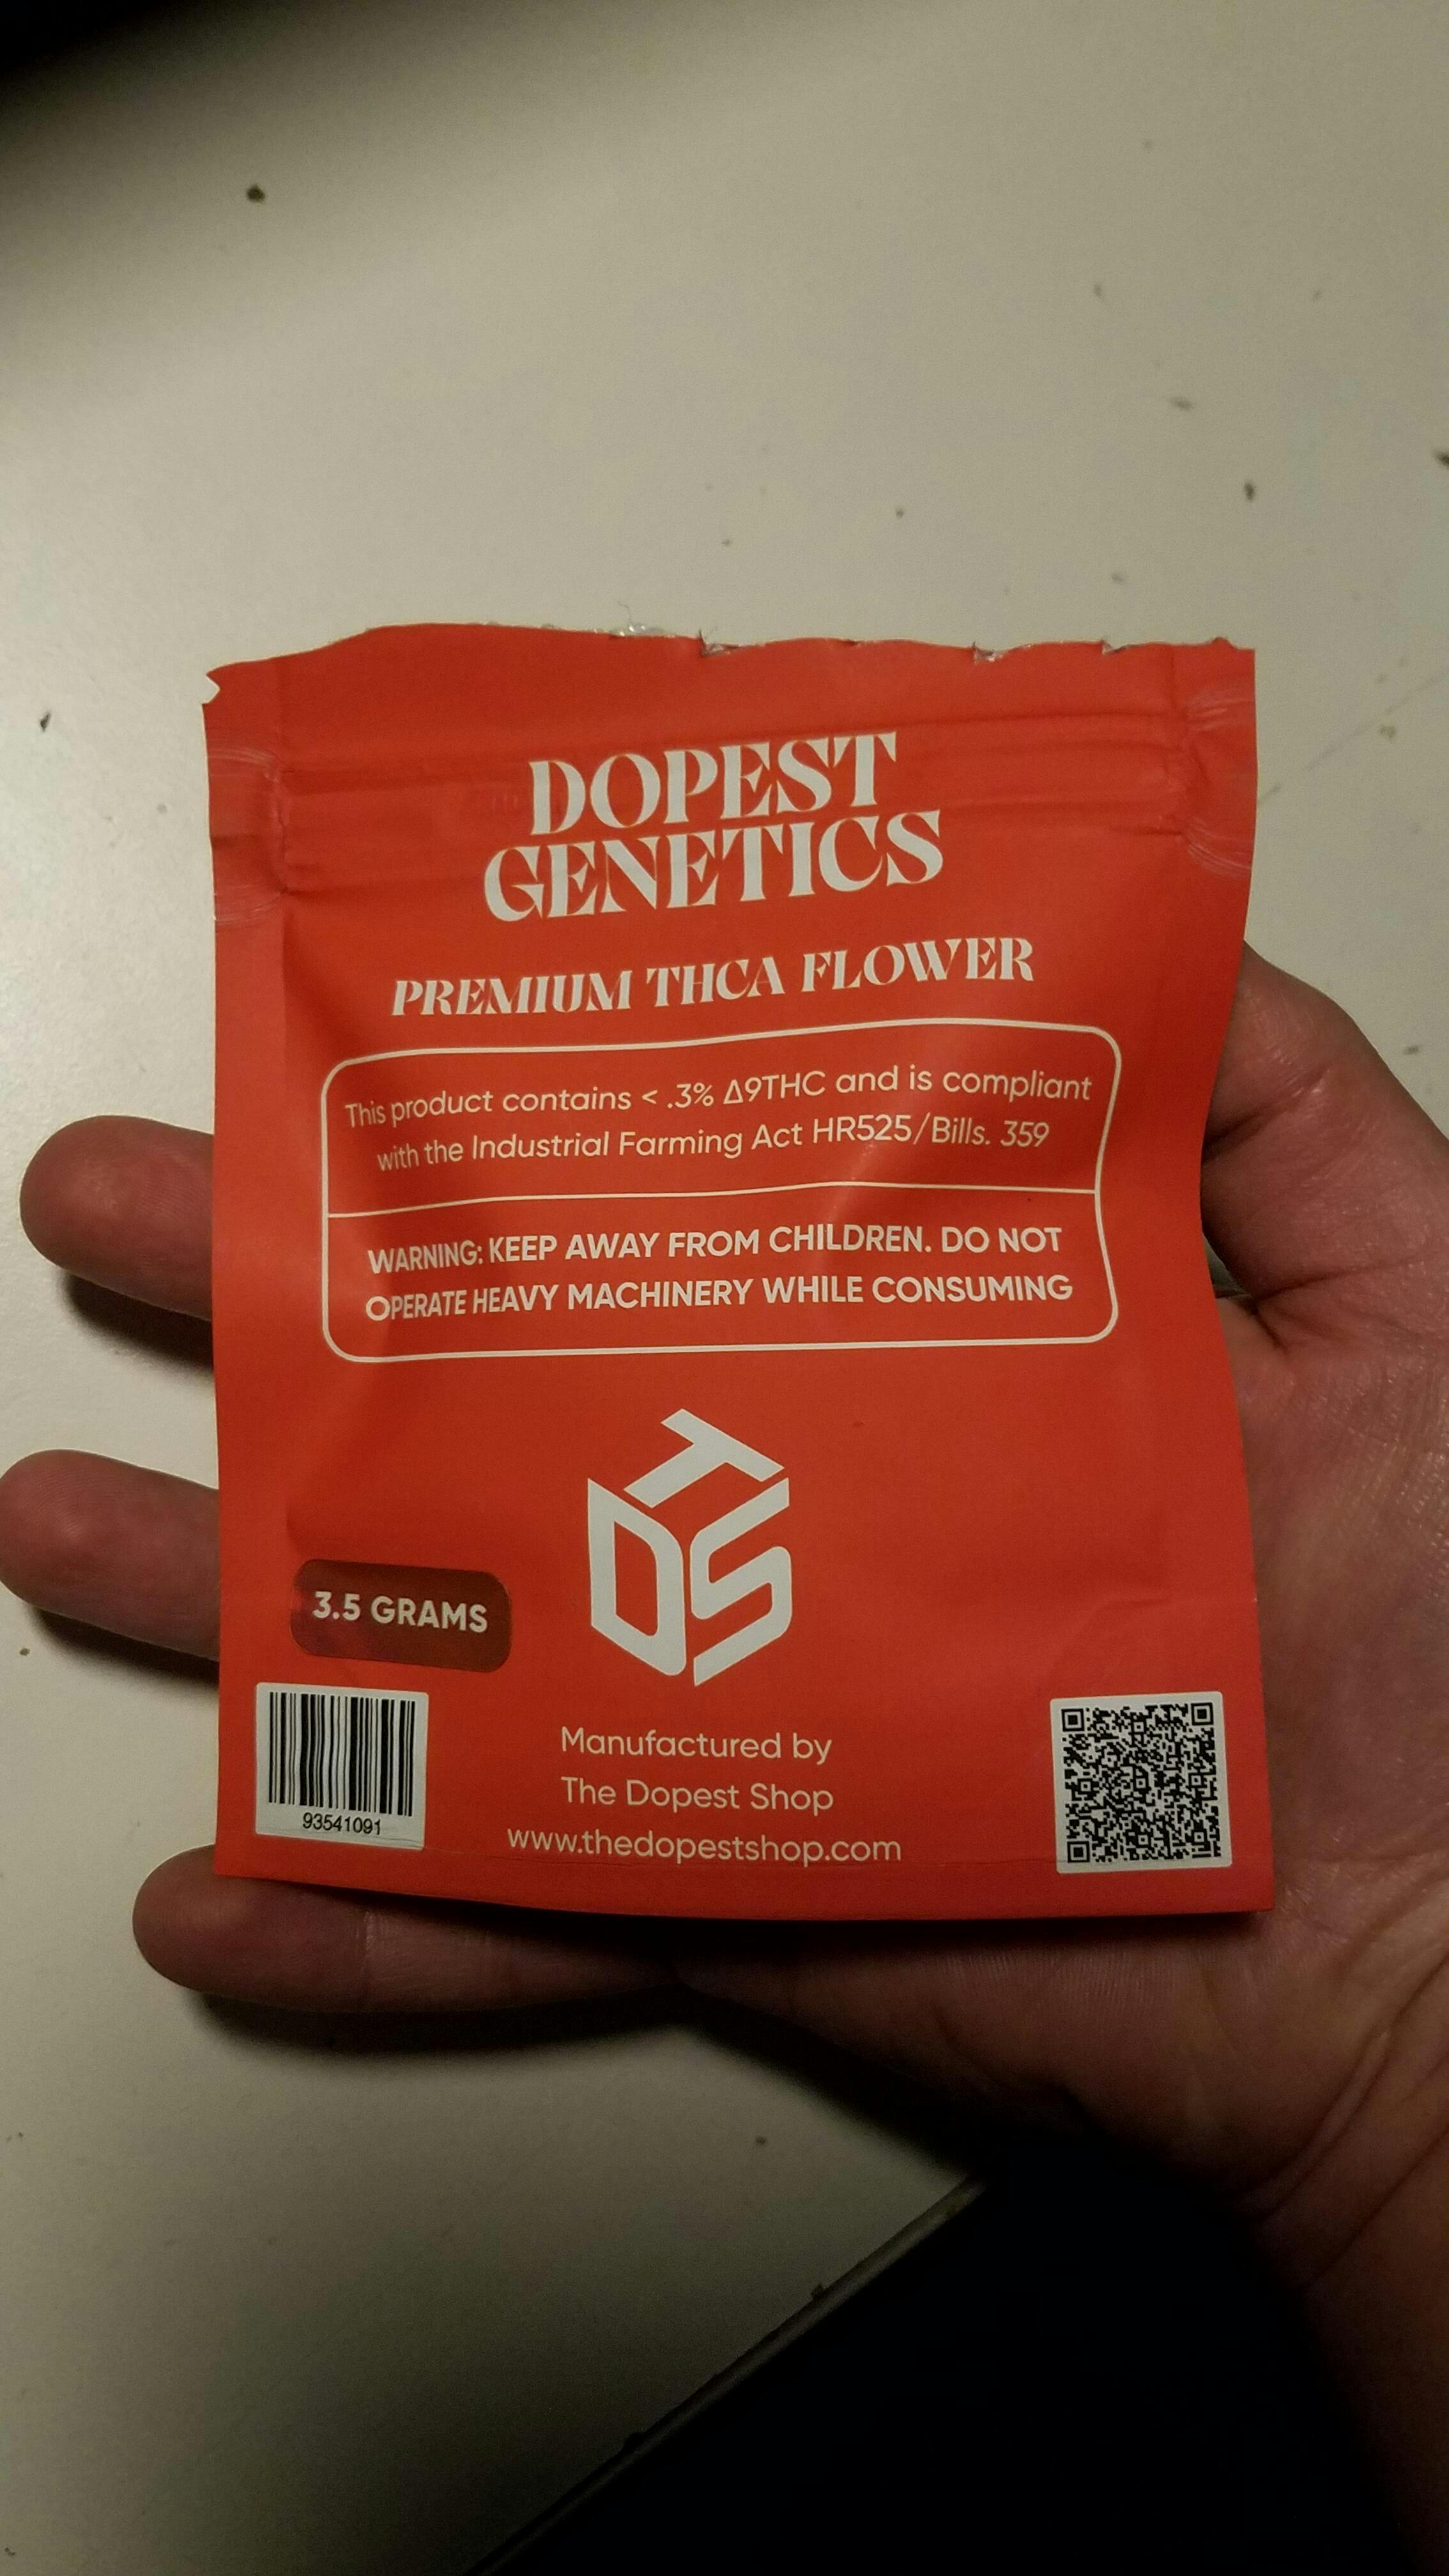 DOPEST
GENETICS
PREMIUM THCA FLOWER
This product contains < .3% Δ9THC and is compliant
with the Industrial Farming Act HR525/Bills. 359
WARNING: KEEP AWAY FROM CHILDREN. DO NOT
OPERATE HEAVY MACHINERY WHILE CONSUMING
TDS
3.5 GRAMS
93541091
Manufactured by
The Dopest Shop
www.thedopestshop.com